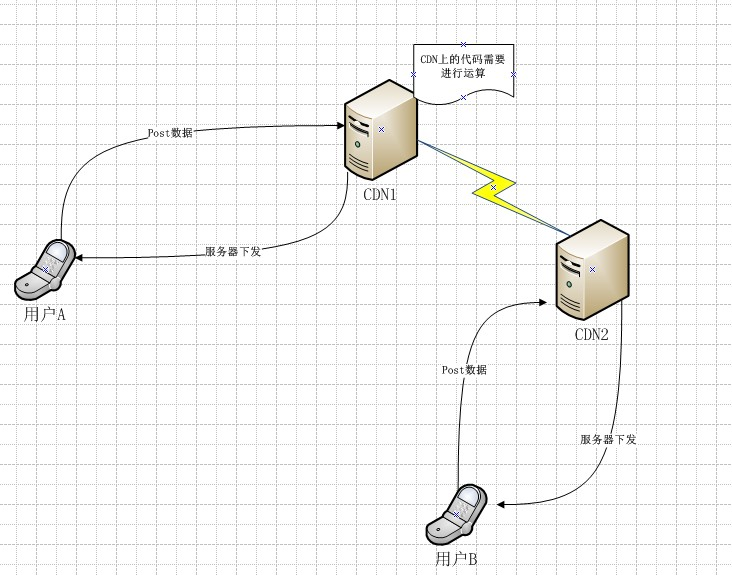 CDN上的代码需要
进行运算
Post数据
CDN1
服务器下发
用户A
CDN2
Post数据
服务器下发
用户B